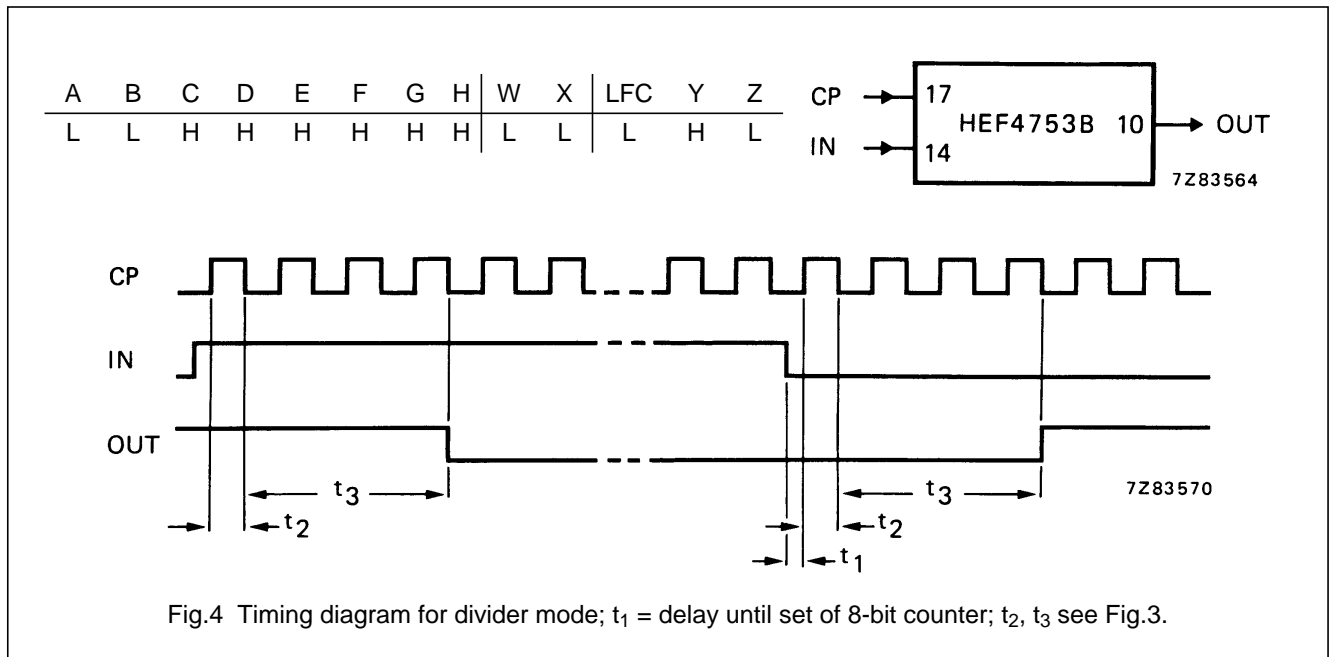 A B C D E F G H W X LFC Y Z
L L H H H H H H L L L H L
CP 17
HEF4753B 10 OUT
IN 14
7Z83564
CP
IN
OUT
t3 t3 7Z83570
t2 t2
t1
Fig.4 Timing diagram for divider mode; t1 = delay until set of 8-bit counter; t2, t3 see Fig.3.